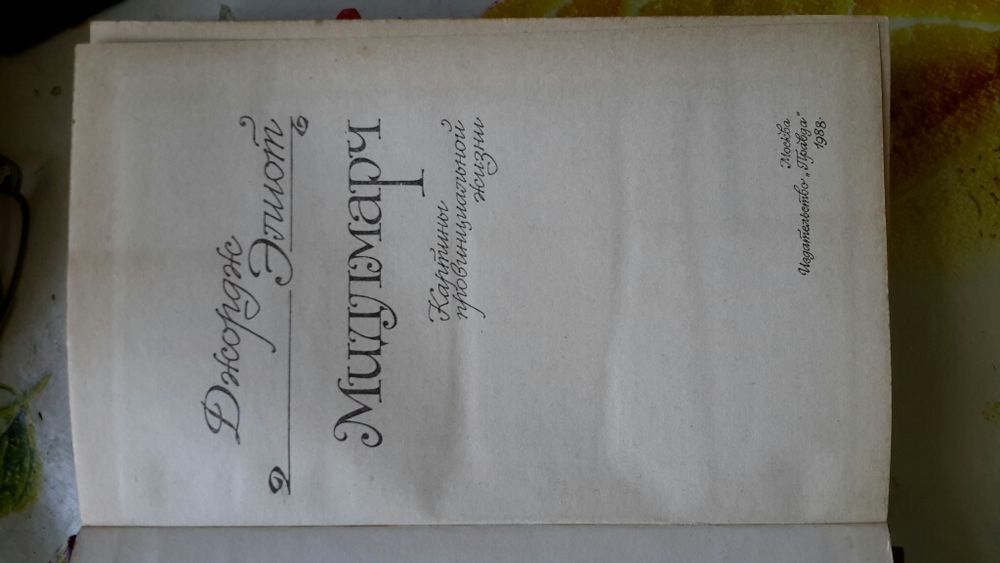 Джордж
Элиот
Мидлмарч
Картины
провинциальной
жизни
Москва
Издательство „Правда"
1988.